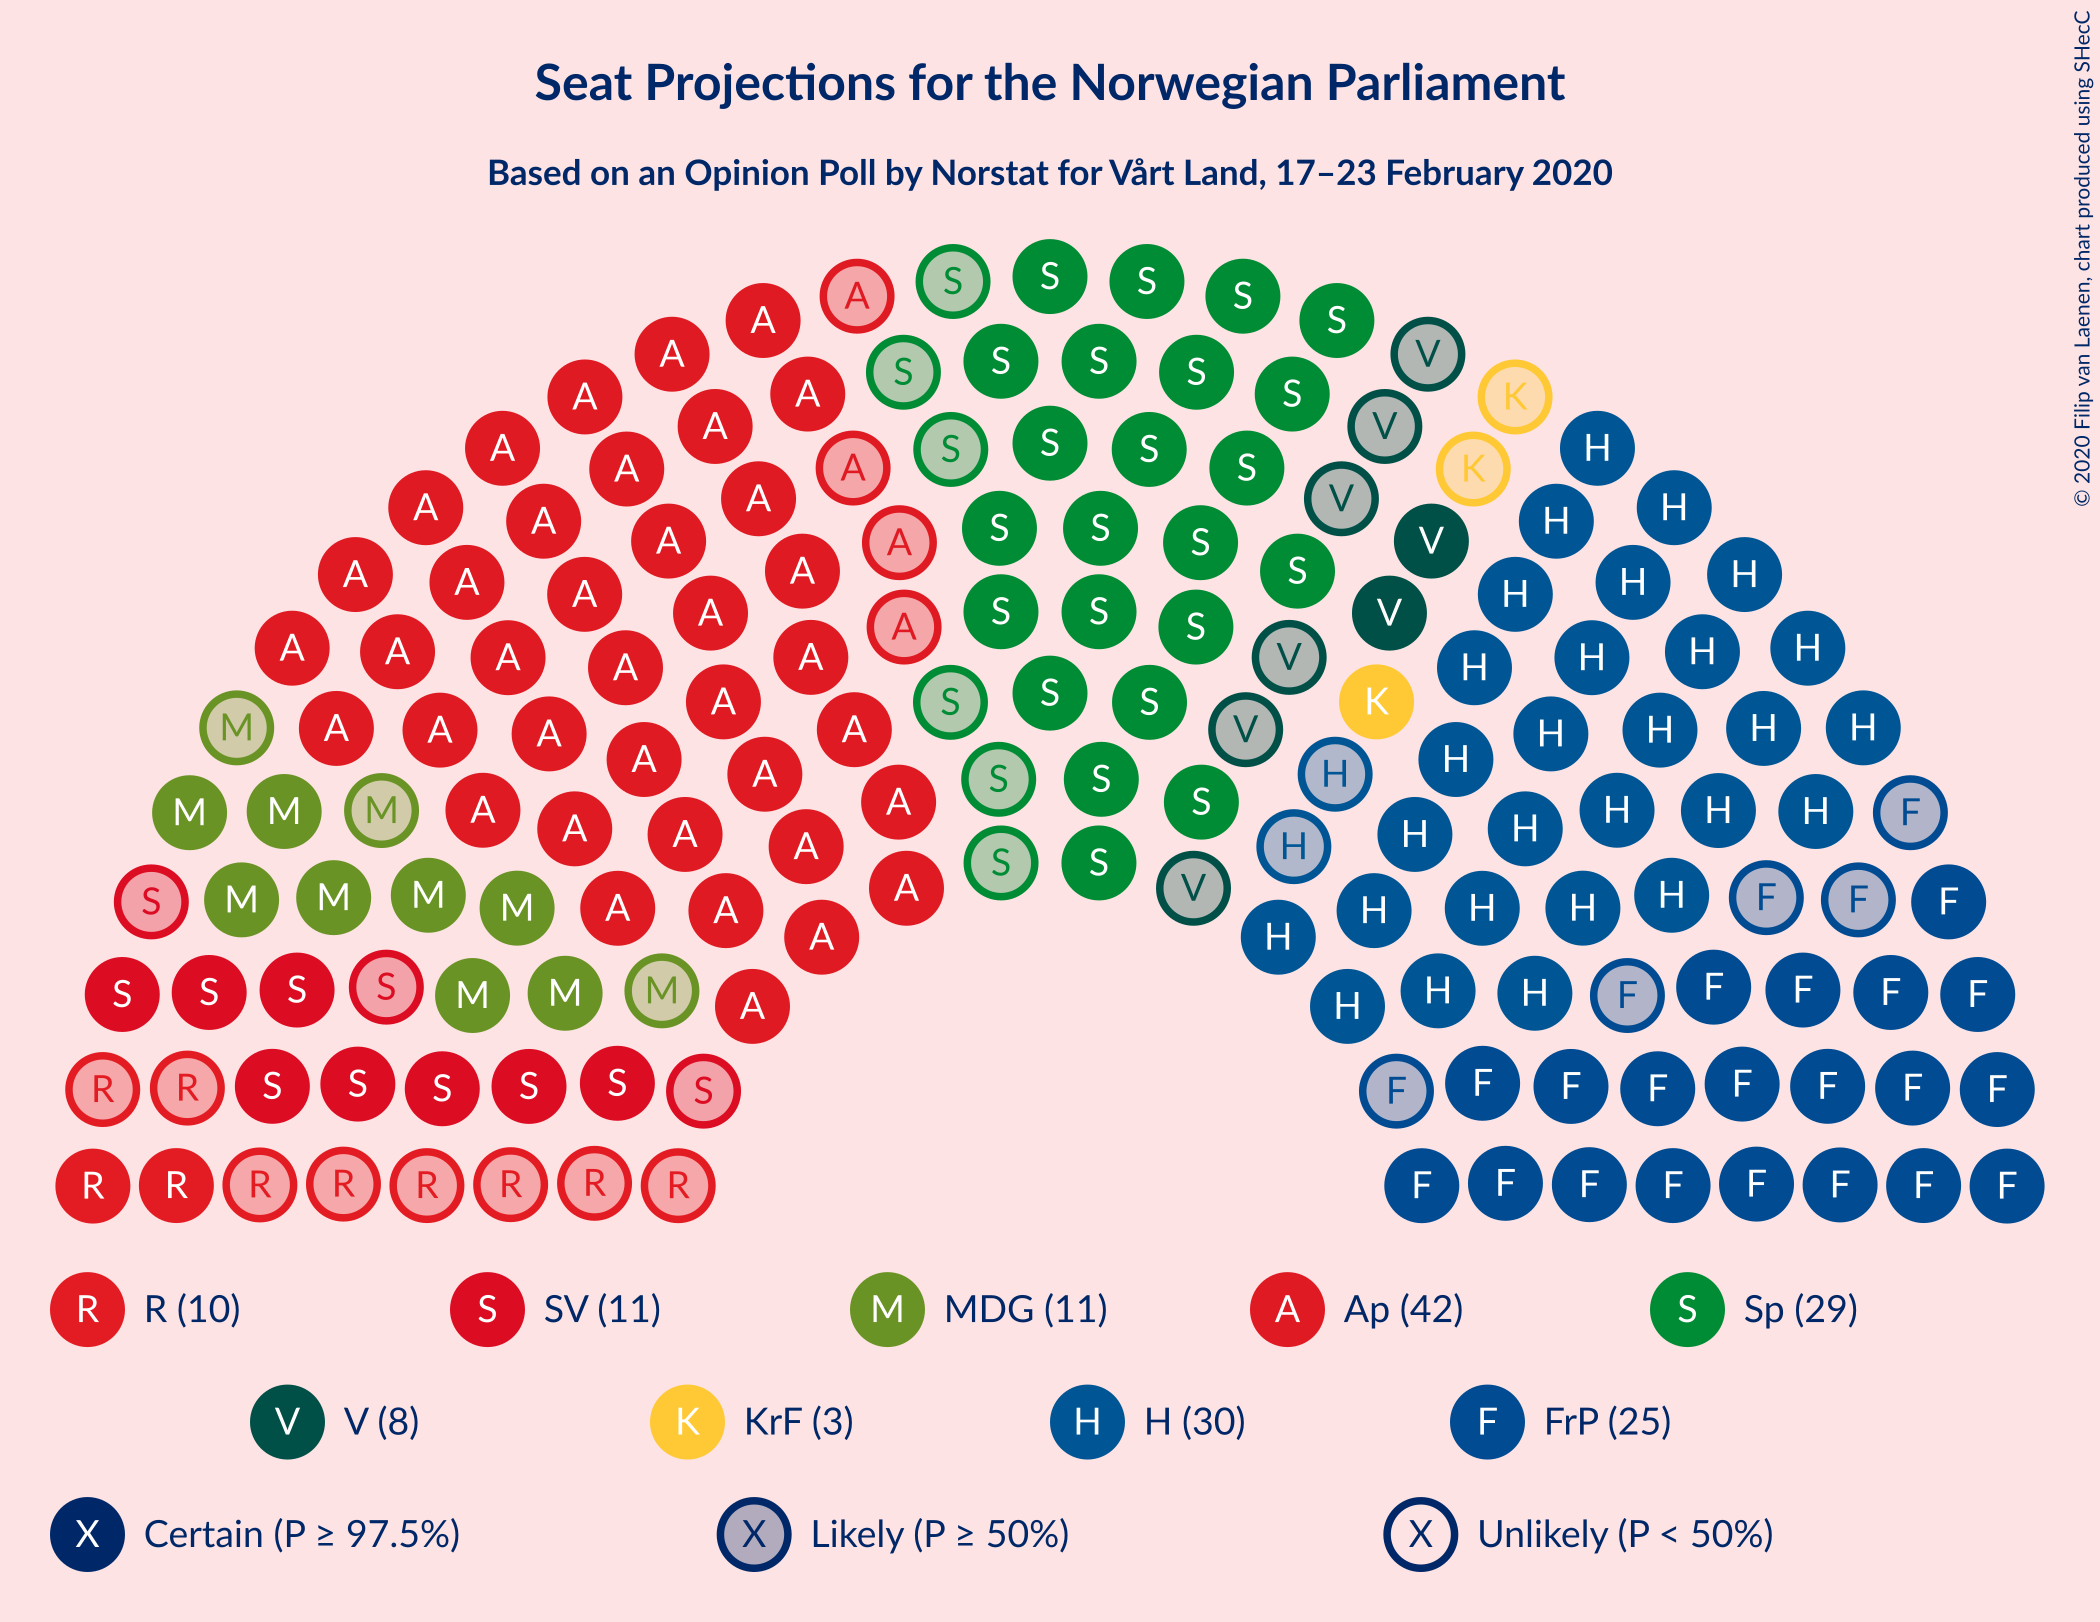 Seat Projections for the Norwegian Parliament
Based on an Opinion Poll by Norstat for Vårt Land, 17–23 February 2020
© 2020 Filip van Laenen, chart produced using SHecC
A S S S S
A S V
A S S S S S V K
A A S S V H
A A S S S S K
A A A A S V H H
A A A S S S S V H
A A A A S S S V H H
A A A A S V H H H
A A A S S H
A A A A S S V K H H
M A A A A S V H H H H
M M M A A A A S S S H H H H H H F
S M M M M A A A S S V H H H H H F F F
S S S S M M M A A H H H H F F F F F
R R S S S S S S F F F F F F F F
R R R R R R R R F F F F F F F F
R R (10) S SV (11) M MDG (11) A Ap (42) S Sp (29)
V V (8) K KrF (3) H H (30) F FrP (25)
X Certain (P ≥ 97.5%) X Likely (P ≥ 50%) X Unlikely (P < 50%)